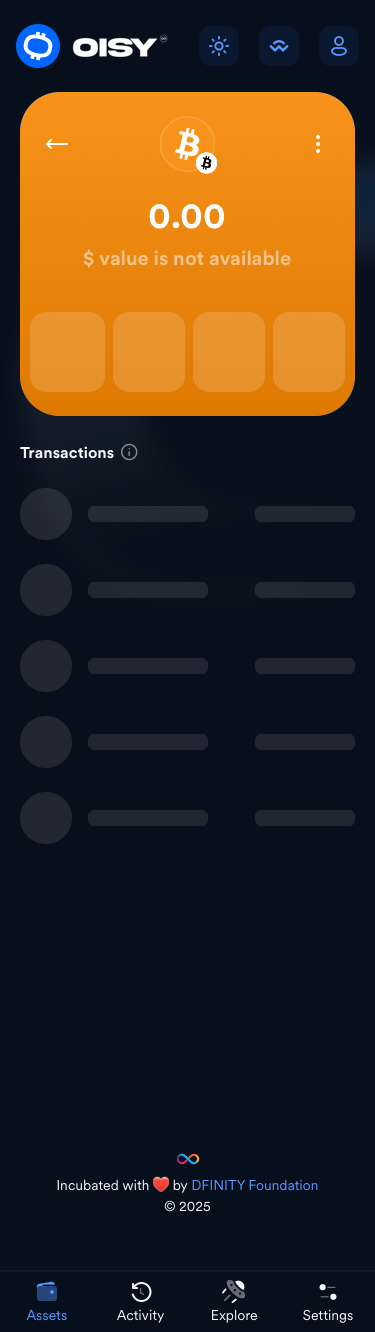 OISY
0.00
$ value is not available
Transactions
Incubated with ❤️ by DFINITY Foundation
© 2025
Assets
Activity
Explore
Settings